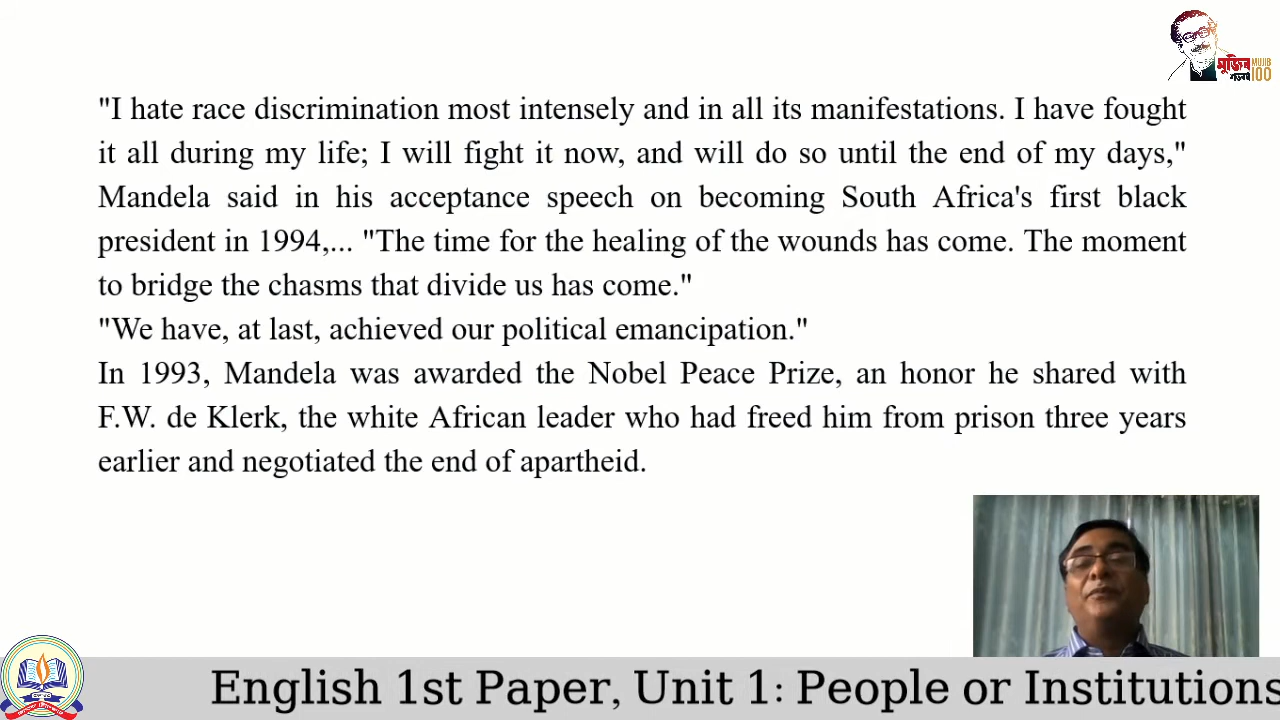 মুজিব MUJIB
শতবর্ষ 100
"I hate race discrimination most intensely and in all its manifestations. I have fought
it all during my life; I will fight it now, and will do so until the end of my days,"
Mandela said in his acceptance speech on becoming South Africa's first black
president in 1994,... "The time for the healing of the wounds has come. The moment
to bridge the chasms that divide us has come."
"We have, at last, achieved our political emancipation."
In 1993, Mandela was awarded the Nobel Peace Prize, an honor he shared with
F.W. de Klerk, the white African leader who had freed him from prison three years
earlier and negotiated the end of apartheid.
English 1st Paper, Unit 1: People or Institutions